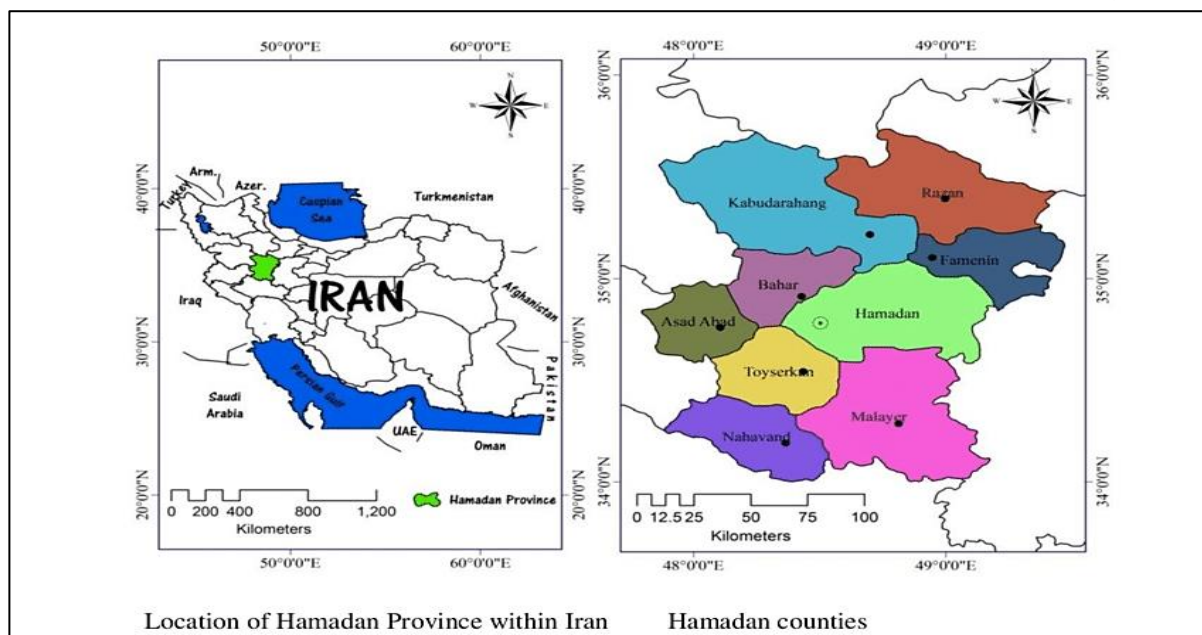 50°0'0"E 60°0'0"E
40°0'0"N
30°0'0"N
20°0'0"N
N
W E
S
Arm.
Turkey
Azer.
Caspian
Sea
Turkmenistan
Iraq
IRAN
Afghanistan
Pakistan
Saudi
Arabia
Persian Gulf
UAE
Oman
0 200 400 800 1,200
Kilometers
Hamadan Province
50°0'0"E 60°0'0"E
48°0'0"E 49°0'0"E
36°0'0"N 36°0'0"N
35°0'0"N 35°0'0"N
34°0'0"N 34°0'0"N
N
W E
S
Kabudarahang
Razan
Famenin
Bahar
Hamadan
Asad Abad
Toyserkan
Malayer
Nahavand
0 12.5 25 50 75 100
Kilometers
48°0'0"E 49°0'0"E
40°0'0"N
30°0'0"N
20°0'0"N
Location of Hamadan Province within Iran Hamadan counties